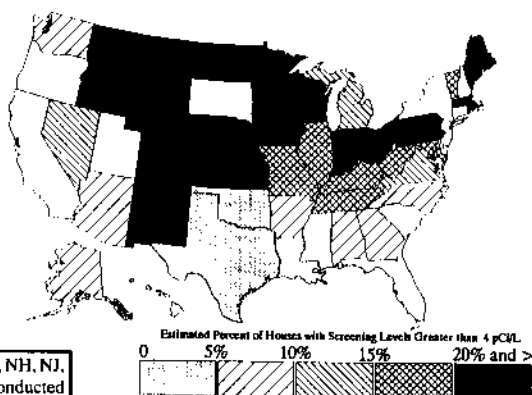 Estimated Percent of Houses with Screening Levels Greater than 4 pCi/L
0 5% 10% 15% 20% and >
, NH, NJ,
onducted